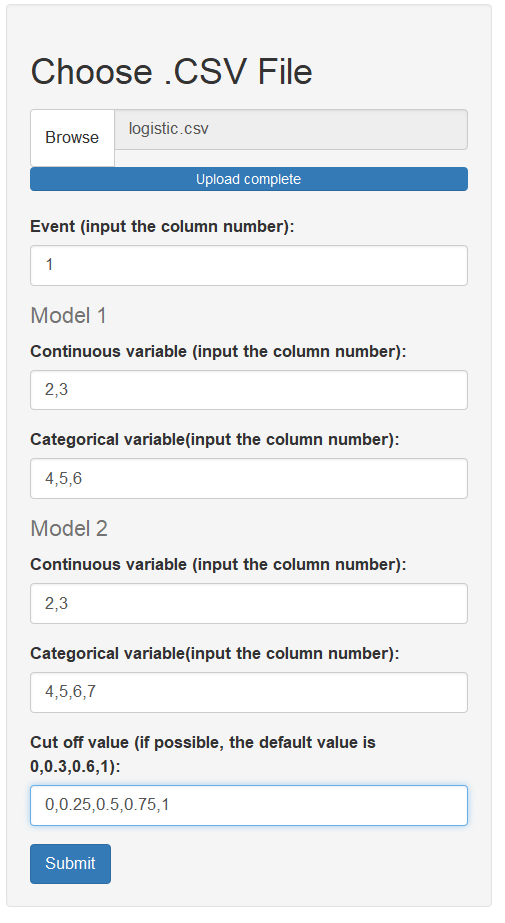 Choose .CSV File
Browse logistic.csv
Upload complete
Event (input the column number):
1
Model 1
Continuous variable (input the column number):
2,3
Categorical variable(input the column number):
4,5,6
Model 2
Continuous variable (input the column number):
2,3
Categorical variable(input the column number):
4,5,6,7
Cut off value (if possible, the default value is
0,0.3,0.6,1):
0,0.25,0.5,0.75,1
Submit